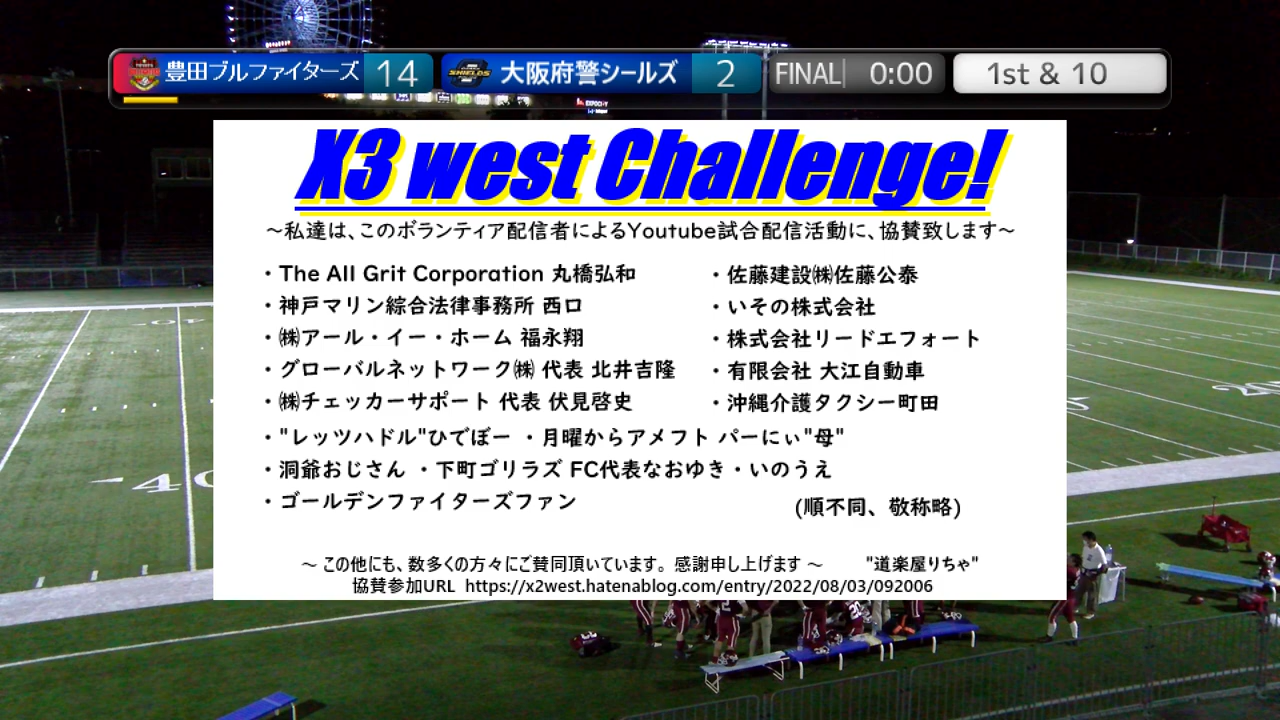 豊田ブルファイターズ 14 SHIELDS 大阪府警シールズ 2 FINAL 0:00 1st & 10
X3 west Challenge!
～私達は、このボランティア配信者によるYoutube試合配信活動に、協賛致します～
・The All Grit Corporation 丸橋弘和
・神戸マリン綜合法律事務所 西口
・㈱アール・イー・ホーム 福永翔
・グローバルネットワーク㈱ 代表 北井吉隆
・㈱チェッカーサポート 代表 伏見啓史
・佐藤建設㈱佐藤公泰
・いその株式会社
・株式会社リードエフォート
・有限会社 大江自動車
・沖縄介護タクシー町田
・"レッツハドル"ひでぼー ・月曜からアメフト パーにぃ"母"
・洞爺おじさん ・下町ゴリラズ FC代表なおゆき・いのうえ
・ゴールデンファイターズファン
(順不同、敬称略)
～ この他にも、数多くの方々にご賛同頂いています。感謝申し上げます ～ "道楽屋りちゃ"
協賛参加URL https://x2west.hatenablog.com/entry/2022/08/03/092006